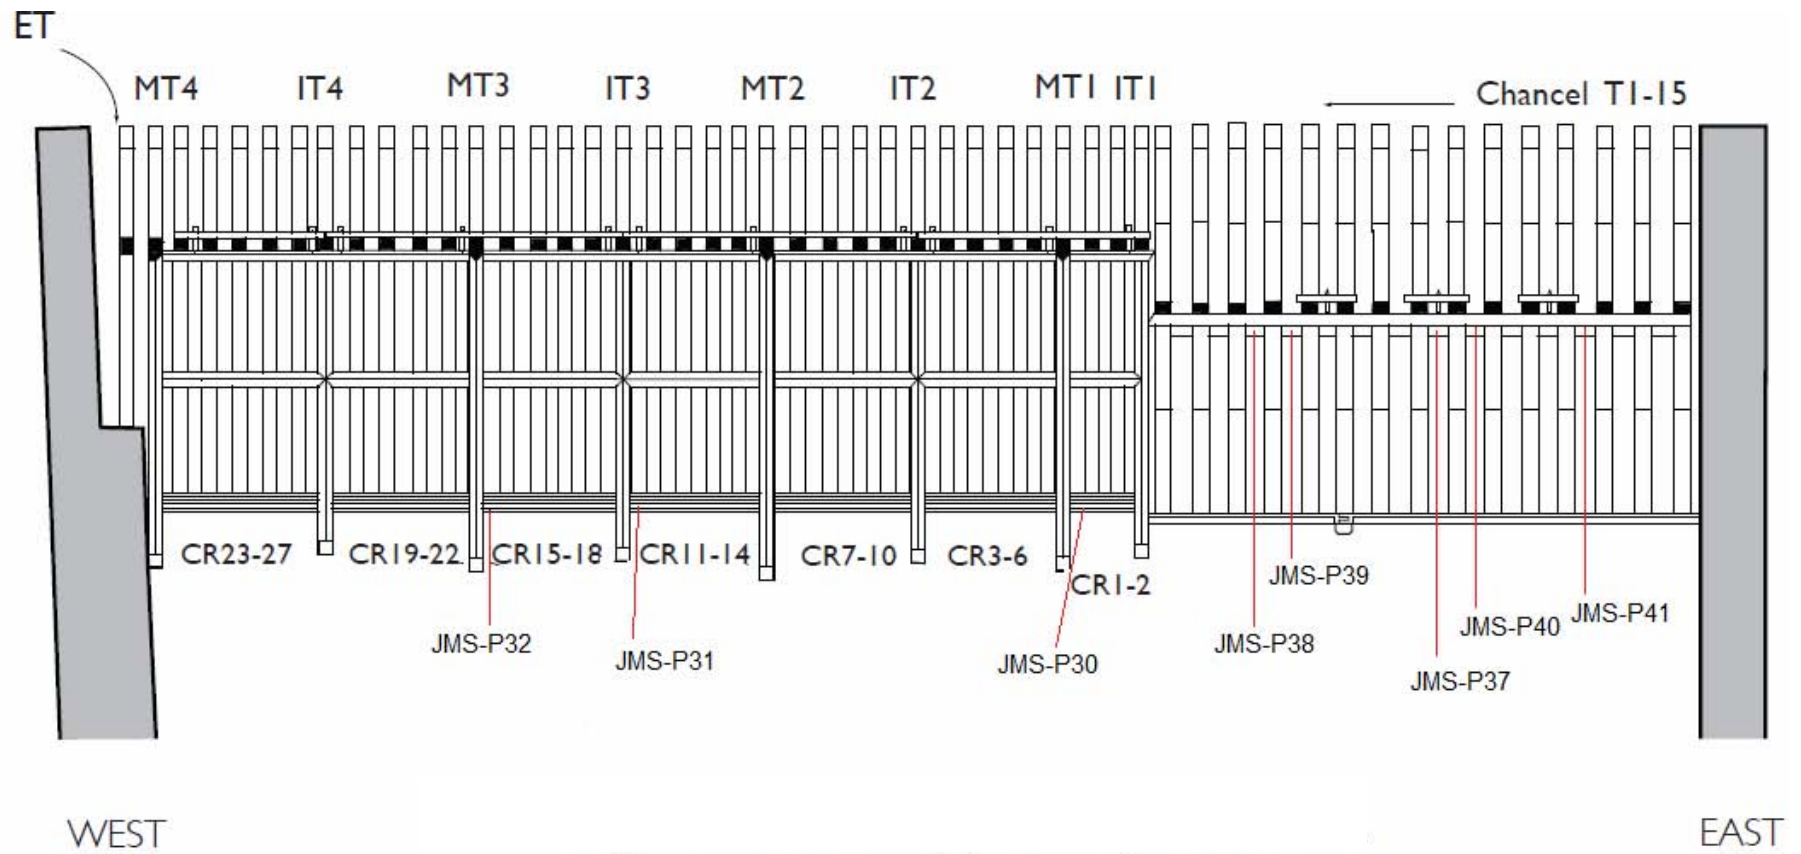 ET
MT4 IT4 MT3 IT3 MT2 IT2 MT1 IT1 Chancel T1-15
CR23-27 CR19-22 CR15-18 CR11-14 CR7-10 CR3-6
CR1-2
JMS-P39
JMS-P41
JMS-P40
JMS-P32 JMS-P38
JMS-P31 JMS-P30
JMS-P37
WEST EAST